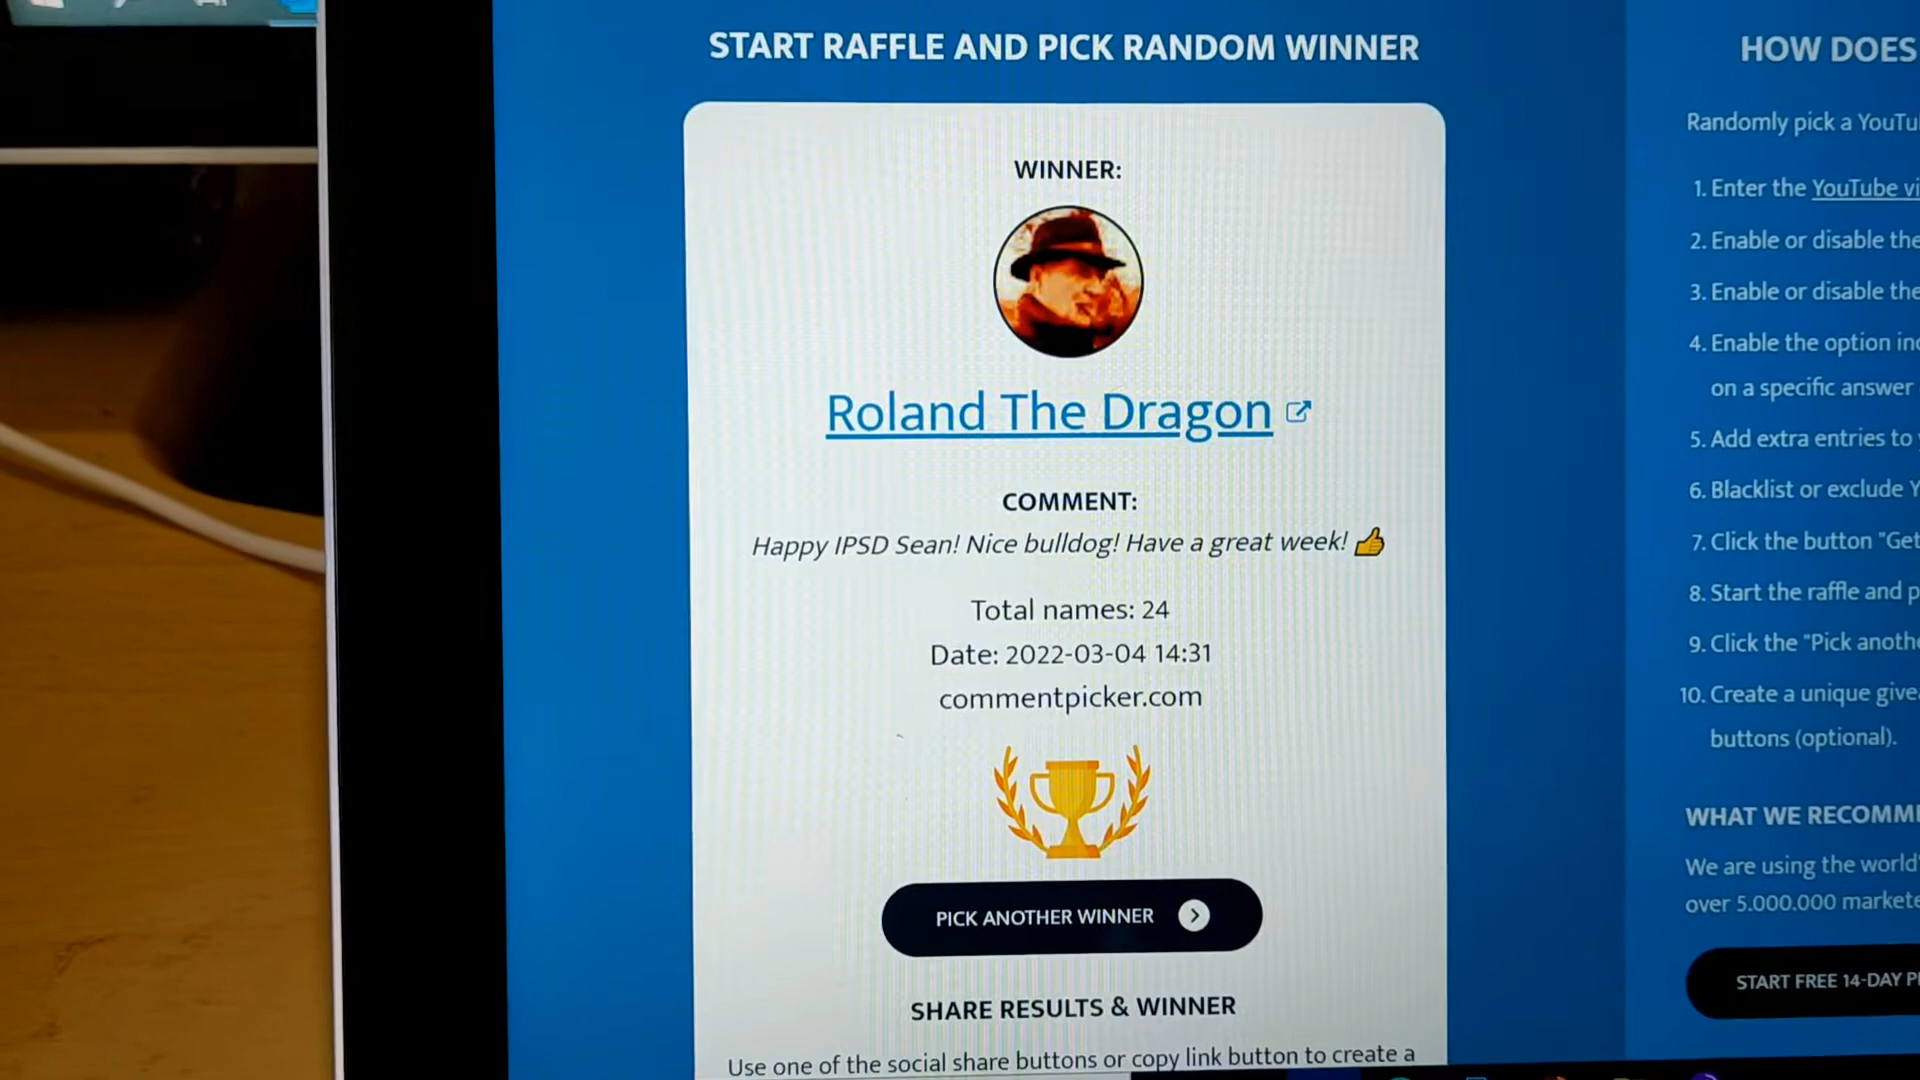 START RAFFLE AND PICK RANDOM WINNER
WINNER:
Roland The Dragon
COMMENT:
Happy IPSD Sean! Nice bulldog! Have a great week! 👍
Total names: 24
Date: 2022-03-04 14:31
commentpicker.com
PICK ANOTHER WINNER
SHARE RESULTS & WINNER
Use one of the social share buttons or copy link button to create a
HOW DOES
Randomly pick a YouTu
1. Enter the YouTube vi
2. Enable or disable the
3. Enable or disable the
4. Enable the option inc
on a specific answer
5. Add extra entries to
6. Blacklist or exclude Y
7. Click the button "Get
8. Start the raffle and p
9. Click the "Pick anothe
10. Create a unique give
buttons (optional).
WHAT WE RECOMM
We are using the world'
over 5.000.000 markete
START FREE 14-DAY P